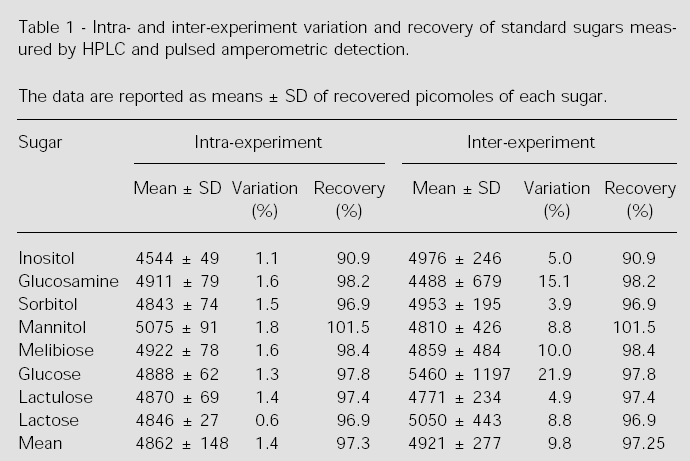 Table 1 - Intra- and inter-experiment variation and recovery of standard sugars meas-
ured by HPLC and pulsed amperometric detection.
The data are reported as means ± SD of recovered picomoles of each sugar.
Sugar Intra-experiment Inter-experiment
Mean ± SD Variation Recovery Mean ± SD Variation Recovery
(%) (%) (%) (%)
Inositol 4544 ± 49 1.1 90.9 4976 ± 246 5.0 90.9
Glucosamine 4911 ± 79 1.6 98.2 4488 ± 679 15.1 98.2
Sorbitol 4843 ± 74 1.5 96.9 4953 ± 195 3.9 96.9
Mannitol 5075 ± 91 1.8 101.5 4810 ± 426 8.8 101.5
Melibiose 4922 ± 78 1.6 98.4 4859 ± 484 10.0 98.4
Glucose 4888 ± 62 1.3 97.8 5460 ± 1197 21.9 97.8
Lactulose 4870 ± 69 1.4 97.4 4771 ± 234 4.9 97.4
Lactose 4846 ± 27 0.6 96.9 5050 ± 443 8.8 96.9
Mean 4862 ± 148 1.4 97.3 4921 ± 277 9.8 97.25